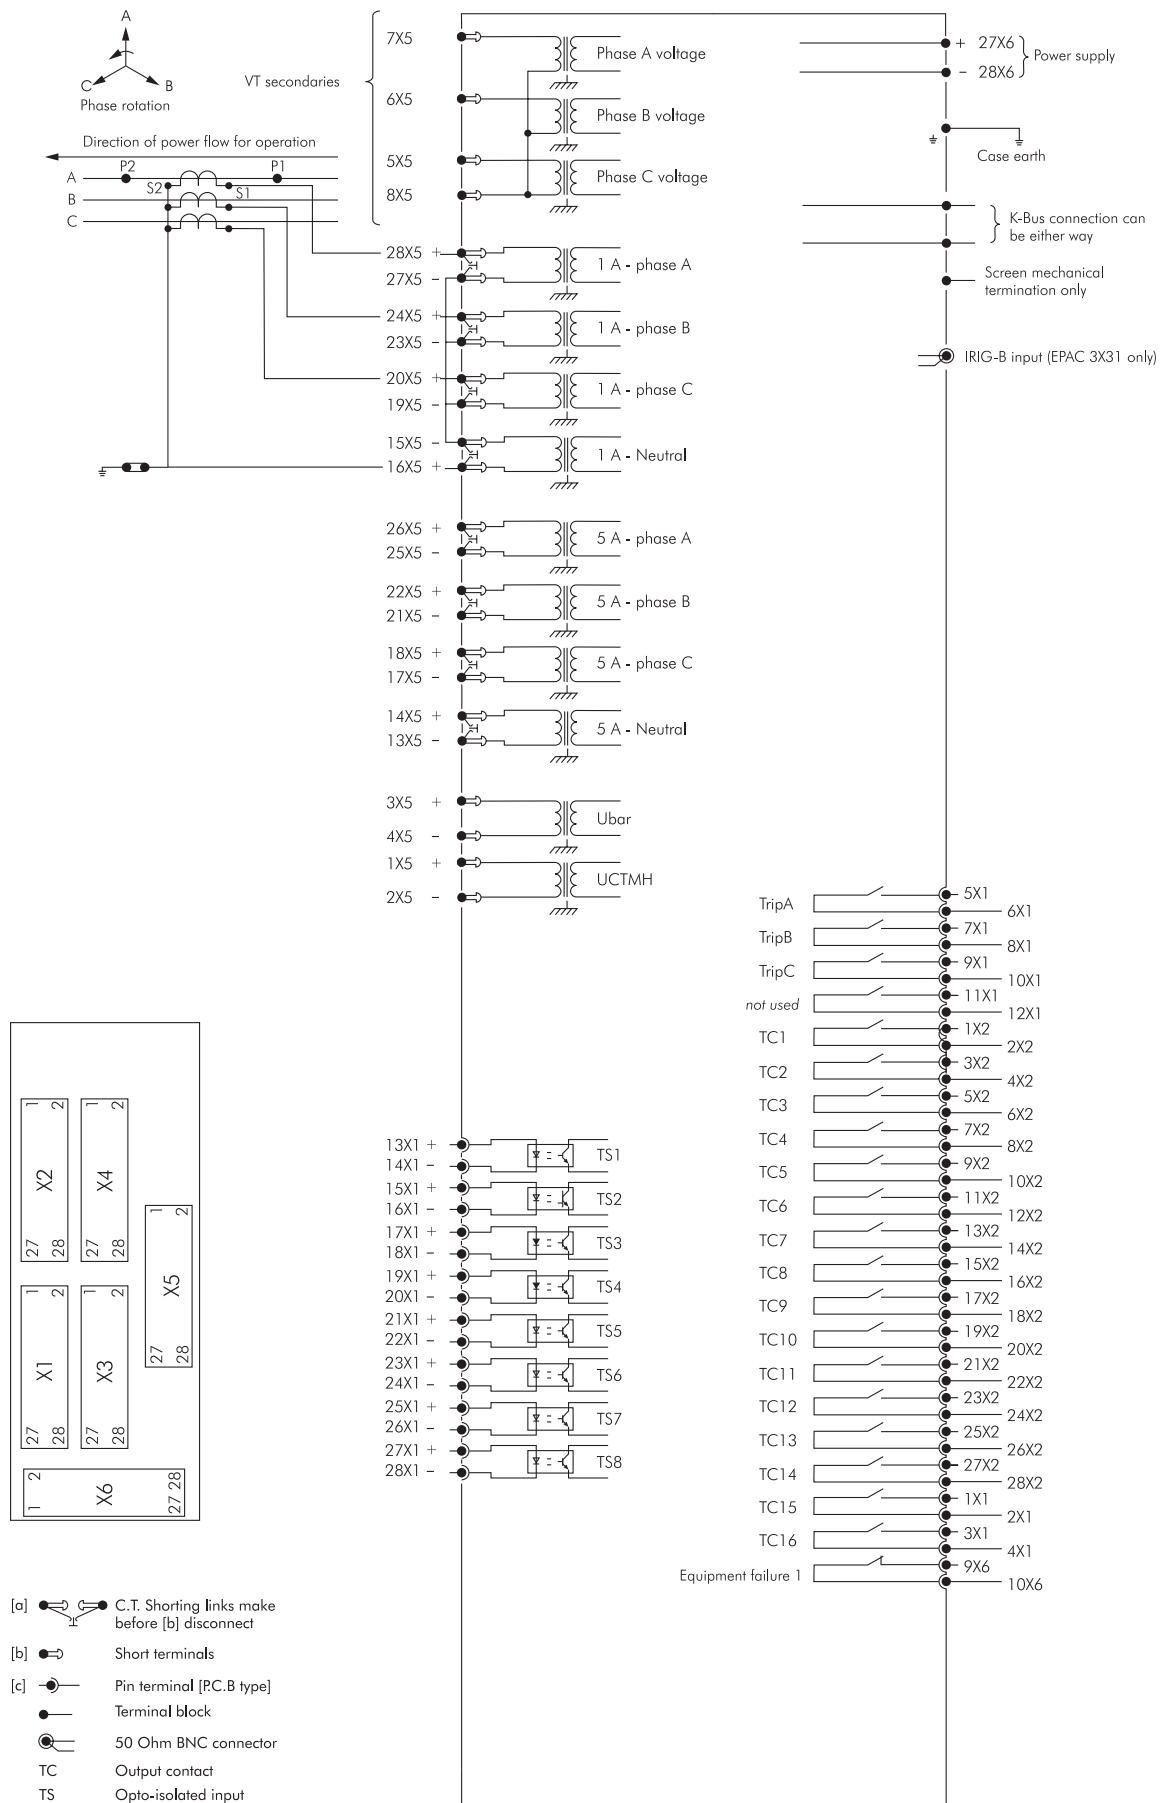 A
C
B
Phase rotation
VT secondaries
Direction of power flow for operation
P2
P1
A
S2
S1
B
C
7X5
Phase A voltage
6X5
Phase B voltage
5X5
Phase C voltage
8X5
28X5 +
27X5 –
1 A - phase A
24X5 +
23X5 –
1 A - phase B
20X5 +
19X5 –
1 A - phase C
15X5 –
16X5 +
1 A - Neutral
26X5 +
25X5 –
5 A - phase A
22X5 +
21X5 –
5 A - phase B
18X5 +
17X5 –
5 A - phase C
14X5 +
13X5 –
5 A - Neutral
3X5 +
4X5 –
Ubar
1X5 +
2X5 –
UCTMH
+ 27X6
- 28X6
Power supply
Case earth
K-Bus connection can
be either way
Screen mechanical
termination only
IRIG-B input (EPAC 3X31 only)
TripA
5X1
6X1
TripB
7X1
8X1
TripC
9X1
10X1
not used
11X1
12X1
TC1
1X2
2X2
TC2
3X2
4X2
TC3
5X2
6X2
TC4
7X2
8X2
TC5
9X2
10X2
TC6
11X2
12X2
TC7
13X2
14X2
TC8
15X2
16X2
TC9
17X2
18X2
TC10
19X2
20X2
TC11
21X2
22X2
TC12
23X2
24X2
TC13
25X2
26X2
TC14
27X2
28X2
TC15
1X1
2X1
TC16
3X1
4X1
Equipment failure 1
9X6
10X6
13X1 +
14X1 –
TS1
15X1 +
16X1 –
TS2
17X1 +
18X1 –
TS3
19X1 +
20X1 –
TS4
21X1 +
22X1 –
TS5
23X1 +
24X1 –
TS6
25X1 +
26X1 –
TS7
27X1 +
28X1 –
TS8
1 2
X2
27 28
1 2
X4
27 28
1 2
X5
27 28
1 2
X1
27 28
1 2
X3
27 28
1 2
X6
27 28
[a] C.T. Shorting links make
before [b] disconnect
[b] Short terminals
[c] Pin terminal [P.C.B type]
Terminal block
50 Ohm BNC connector
TC Output contact
TS Opto-isolated input